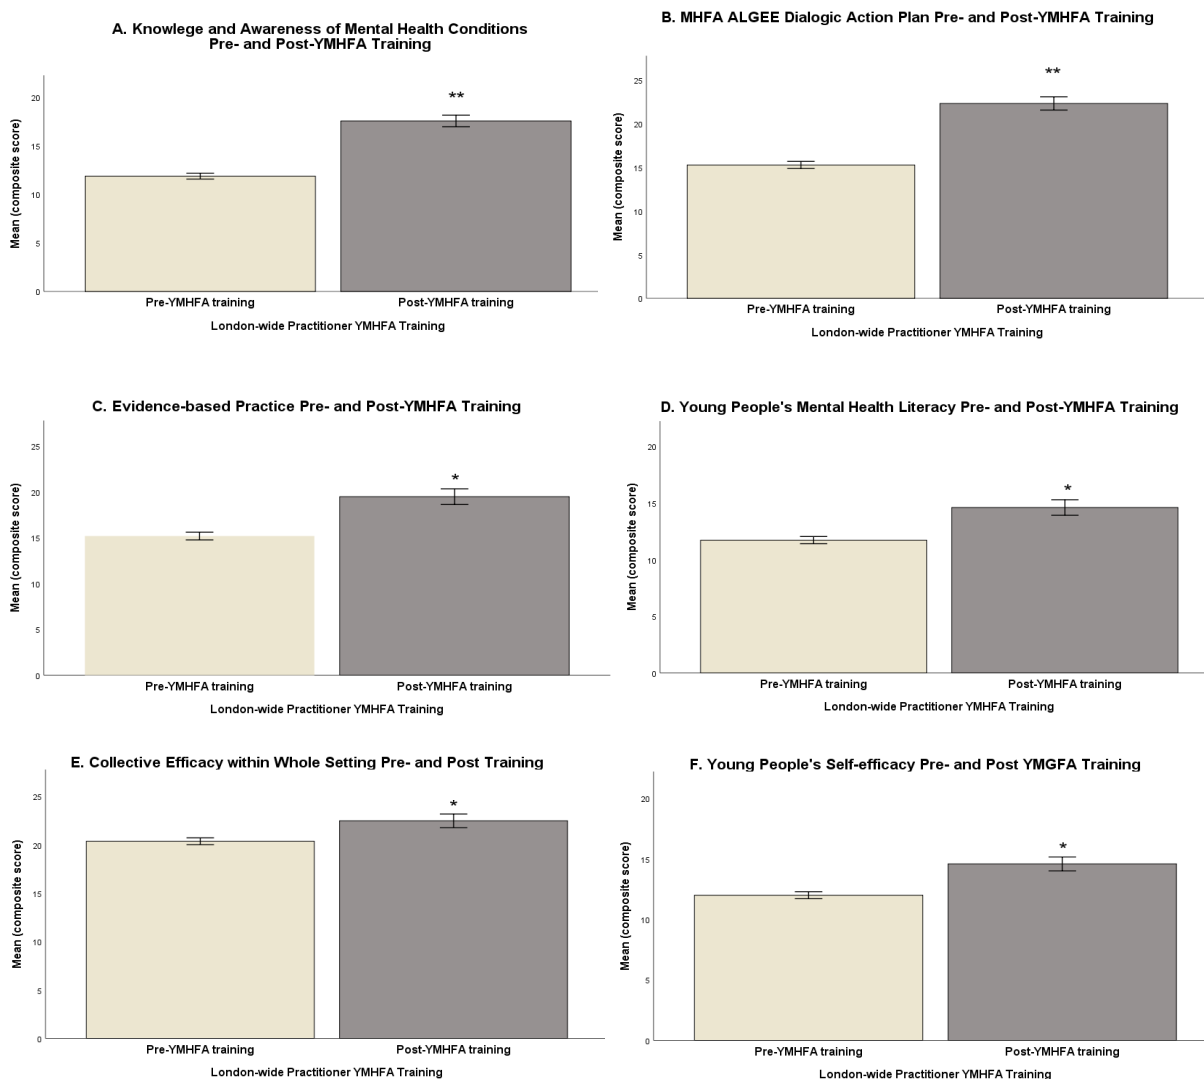 A. Knowlege and Awareness of Mental Health Conditions
Pre- and Post-YMHFA Training
Mean (composite score)
20
15
10
5
0
**
Pre-YMHFA training
Post-YMHFA training
London-wide Practitioner YMHFA Training
B. MHFA ALGEE Dialogic Action Plan Pre- and Post-YMHFA Training
Mean (composite score)
25
20
15
10
5
0
**
Pre-YMHFA training
Post-YMHFA training
London-wide Practitioner YMHFA Training
C. Evidence-based Practice Pre- and Post-YMHFA Training
Mean (composite score)
25
20
15
10
5
0
*
Pre-YMHFA training
Post-YMHFA training
London-wide Practitioner YMHFA Training
D. Young People's Mental Health Literacy Pre- and Post-YMHFA Training
Mean (composite score)
20
15
10
5
0
*
Pre-YMHFA training
Post-YMHFA training
London-wide Practitioner YMHFA Training
E. Collective Efficacy within Whole Setting Pre- and Post Training
Mean (composite score)
25
20
15
10
5
0
*
Pre-YMHFA training
Post-YMHFA training
London-wide Practitioner YMHFA Training
F. Young People's Self-efficacy Pre- and Post YMGFA Training
Mean (composite score)
20
15
10
5
0
*
Pre-YMHFA training
Post-YMHFA training
London-wide Practitioner YMHFA Training